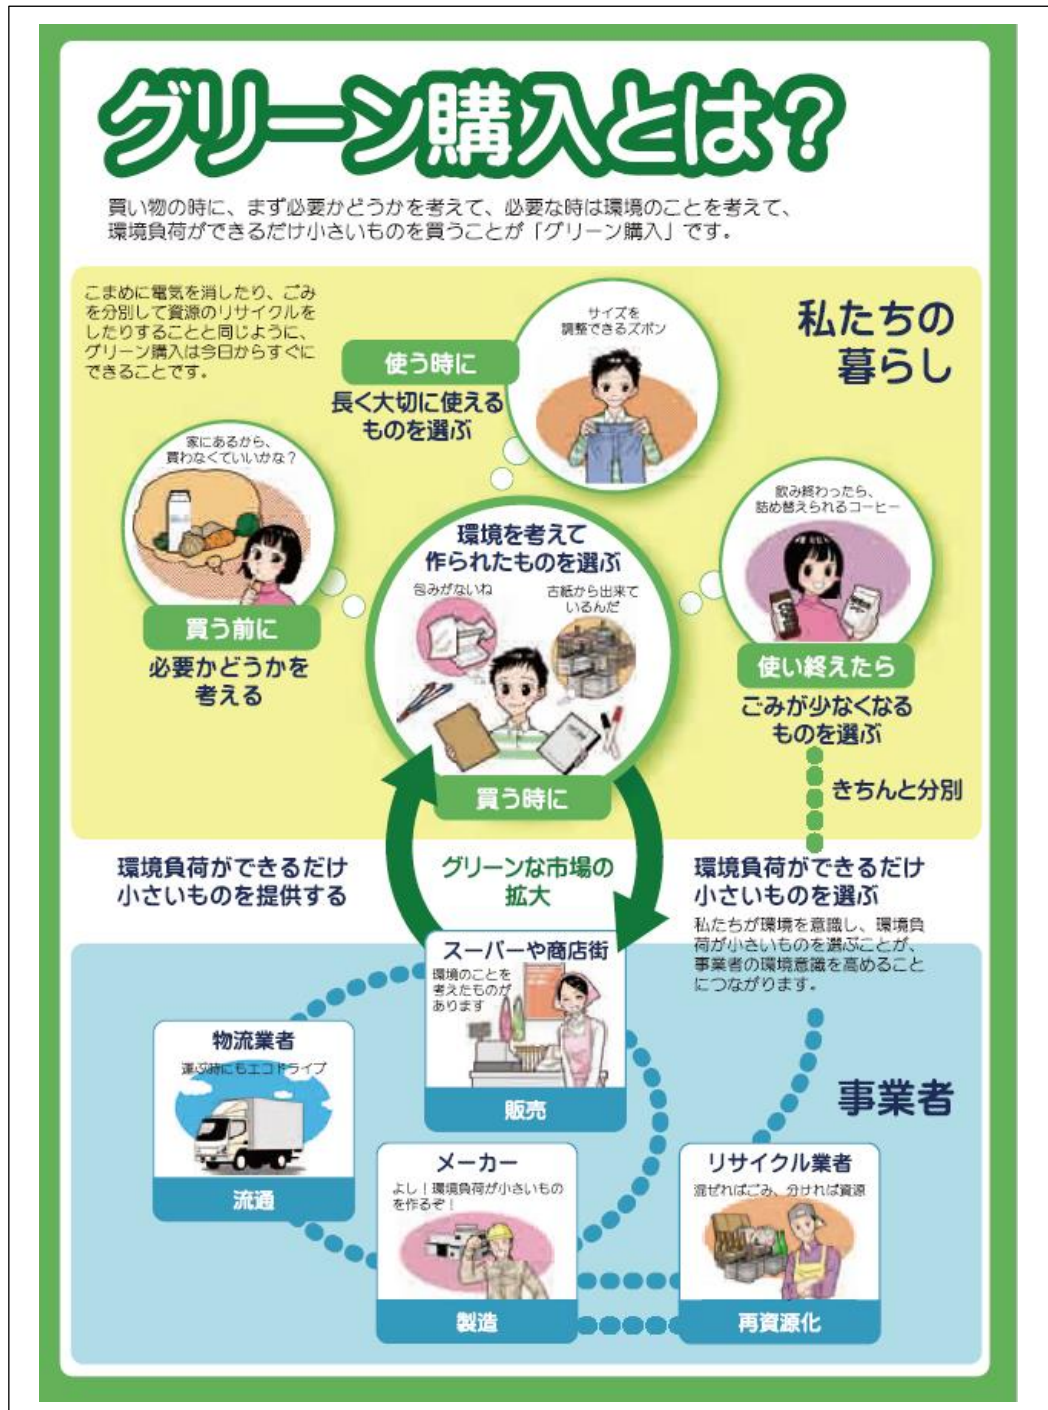 グリーン購入とは？
買い物の時に、まず必要かどうかを考えて、必要な時は環境のことを考えて、
環境負荷ができるだけ小さいものを買うことが「グリーン購入」です。
こまめに電気を消したり、ごみ
を分別して資源のリサイクルを
したりすることと同じように、
グリーン購入は今日からすぐに
できることです。
私たちの
暮らし
サイズを
調整できるズボン
使う時に
長く大切に使える
ものを選ぶ
家にあるから、
買わなくていいかな？
買う前に
必要かどうかを
考える
環境を考えて
作られたものを選ぶ
包みがないね
古紙から出来て
いるんだ
買う時に
飲み終わったら、
詰め替えられるコーヒー
使い終えたら
ごみが少なくなる
ものを選ぶ
きちんと分別
環境負荷ができるだけ
小さいものを提供する
グリーンな市場の
拡大
環境負荷ができるだけ
小さいものを選ぶ
私たちが環境を意識し、環境負
荷が小さいものを選ぶことが、
事業者の環境意識を高めること
につながります。
スーパーや商店街
環境のことを
考えたものが
あります
販売
物流業者
運ぶ時にもエコドライブ
流通
事業者
メーカー
よし！環境負荷が小さいもの
を作るぞ！
製造
リサイクル業者
混ぜればごみ、分ければ資源
再資源化